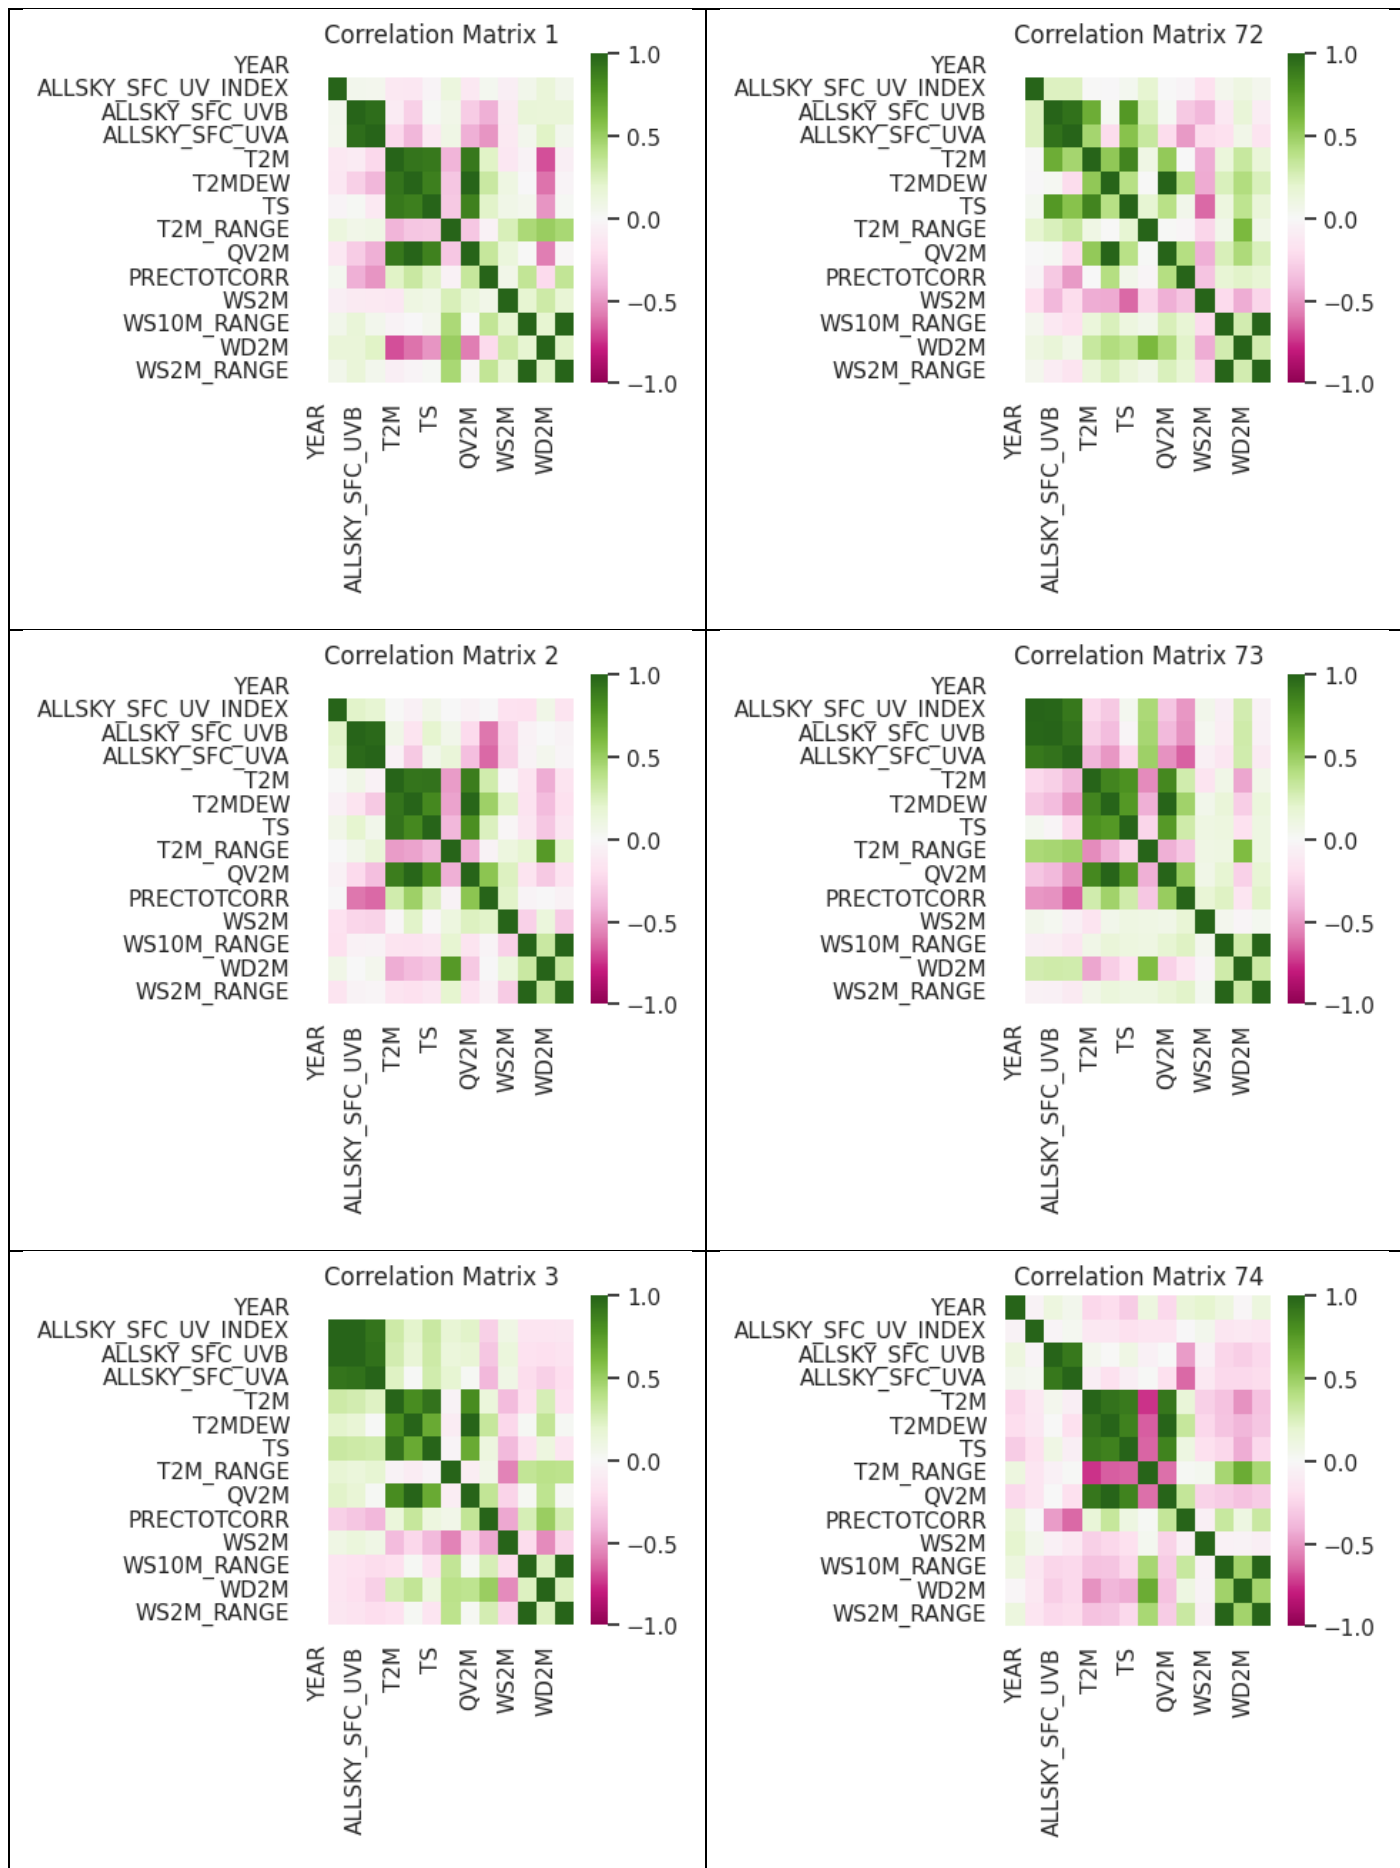 Correlation Matrix 1
YEAR
ALLSKY_SFC_UV_INDEX
ALLSKY_SFC_UVB
ALLSKY_SFC_UVA
T2M
T2MDEW
TS
T2M_RANGE
QV2M
PRECTOTCORR
WS2M
WS10M_RANGE
WD2M
WS2M_RANGE
1.0
0.5
0.0
−0.5
−1.0
YEAR
ALLSKY_SFC_UVB
T2M
TS
QV2M
WS2M
WD2M
Correlation Matrix 72
YEAR
ALLSKY_SFC_UV_INDEX
ALLSKY_SFC_UVB
ALLSKY_SFC_UVA
T2M
T2MDEW
TS
T2M_RANGE
QV2M
PRECTOTCORR
WS2M
WS10M_RANGE
WD2M
WS2M_RANGE
1.0
0.5
0.0
−0.5
−1.0
YEAR
ALLSKY_SFC_UVB
T2M
TS
QV2M
WS2M
WD2M
Correlation Matrix 2
YEAR
ALLSKY_SFC_UV_INDEX
ALLSKY_SFC_UVB
ALLSKY_SFC_UVA
T2M
T2MDEW
TS
T2M_RANGE
QV2M
PRECTOTCORR
WS2M
WS10M_RANGE
WD2M
WS2M_RANGE
1.0
0.5
0.0
−0.5
−1.0
YEAR
ALLSKY_SFC_UVB
T2M
TS
QV2M
WS2M
WD2M
Correlation Matrix 73
YEAR
ALLSKY_SFC_UV_INDEX
ALLSKY_SFC_UVB
ALLSKY_SFC_UVA
T2M
T2MDEW
TS
T2M_RANGE
QV2M
PRECTOTCORR
WS2M
WS10M_RANGE
WD2M
WS2M_RANGE
1.0
0.5
0.0
−0.5
−1.0
YEAR
ALLSKY_SFC_UVB
T2M
TS
QV2M
WS2M
WD2M
Correlation Matrix 3
YEAR
ALLSKY_SFC_UV_INDEX
ALLSKY_SFC_UVB
ALLSKY_SFC_UVA
T2M
T2MDEW
TS
T2M_RANGE
QV2M
PRECTOTCORR
WS2M
WS10M_RANGE
WD2M
WS2M_RANGE
1.0
0.5
0.0
−0.5
−1.0
YEAR
ALLSKY_SFC_UVB
T2M
TS
QV2M
WS2M
WD2M
Correlation Matrix 74
YEAR
ALLSKY_SFC_UV_INDEX
ALLSKY_SFC_UVB
ALLSKY_SFC_UVA
T2M
T2MDEW
TS
T2M_RANGE
QV2M
PRECTOTCORR
WS2M
WS10M_RANGE
WD2M
WS2M_RANGE
1.0
0.5
0.0
−0.5
−1.0
YEAR
ALLSKY_SFC_UVB
T2M
TS
QV2M
WS2M
WD2M